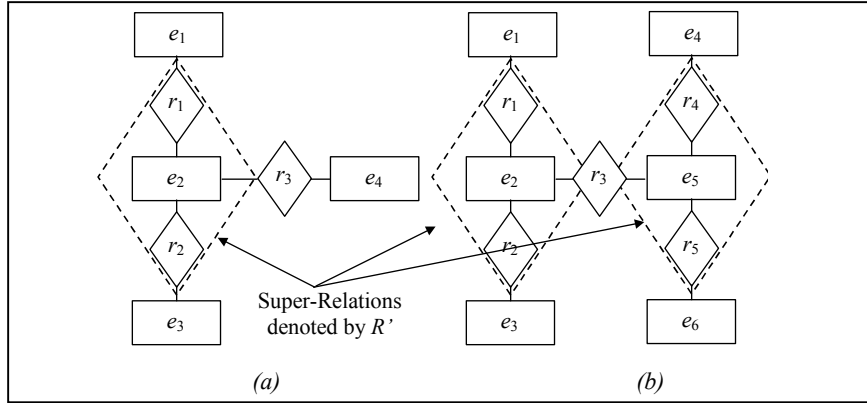 e1
e1
e4
r1
r1
r4
e2
r3
e4
e2
r3
e5
r2
r2
r5
Super-Relations
denoted by R’
e3
e3
e6
(a)
(b)